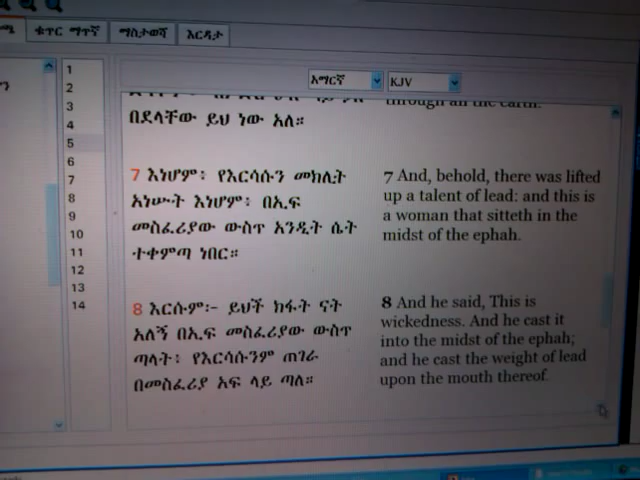 ቁጥር ማጥኛ
ማስታወሻ
እርዳታ
አማርኛ
KJV
1
2
3
4
5
6
7
8
9
10
11
12
13
14
በደላቸው ይህ ነው አለ።
7 እነሆም፥ የእርሳሱን መክሊት
አነሡት እነሆም፥ በኢፍ
መስፈሪያው ውስጥ አንዲት ሴት
ተቀምጣ ነበር።
8 እርሱም፦ ይህች ክፋት ናት
አለኝ በኢፍ መስፈሪያው ውስጥ
ጣላት፥ የእርሳሱንም ጠገራ
በመስፈሪያ አፍ ላይ ጣለ።
through all the earth.
7 And, behold, there was lifted
up a talent of lead: and this is
a woman that sitteth in the
midst of the ephah.
8 And he said, This is
wickedness. And he cast it
into the midst of the ephah;
and he cast the weight of lead
upon the mouth thereof.